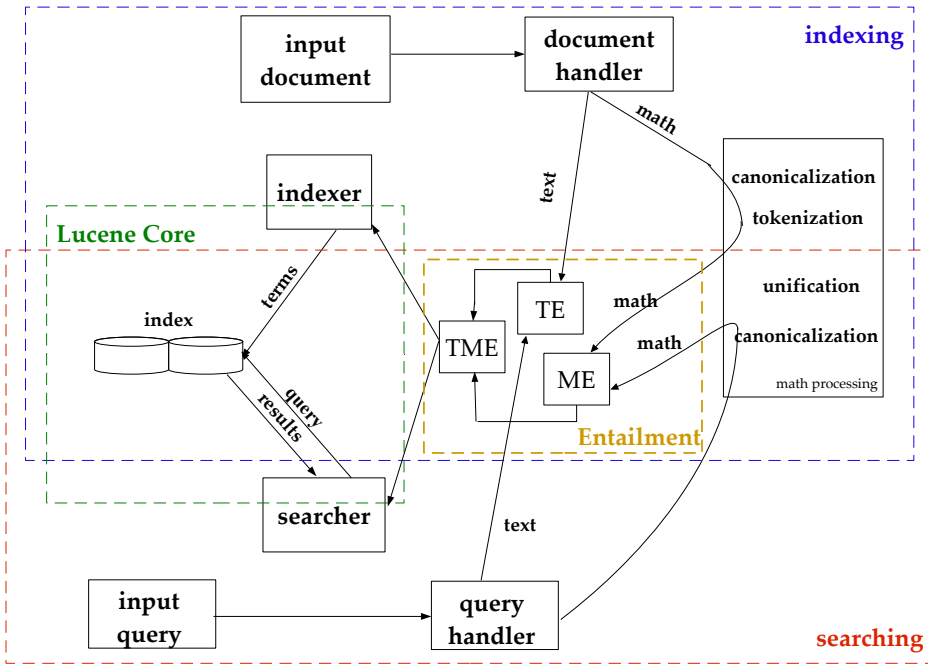 input
document
document
handler
indexing
math
canonicalization
indexer
text
tokenization
Lucene Core
terms
unification
index
TE
math
TME
math
canonicalization
ME
math processing
query
results
Entailment
searcher
text
input
query
query
handler
searching